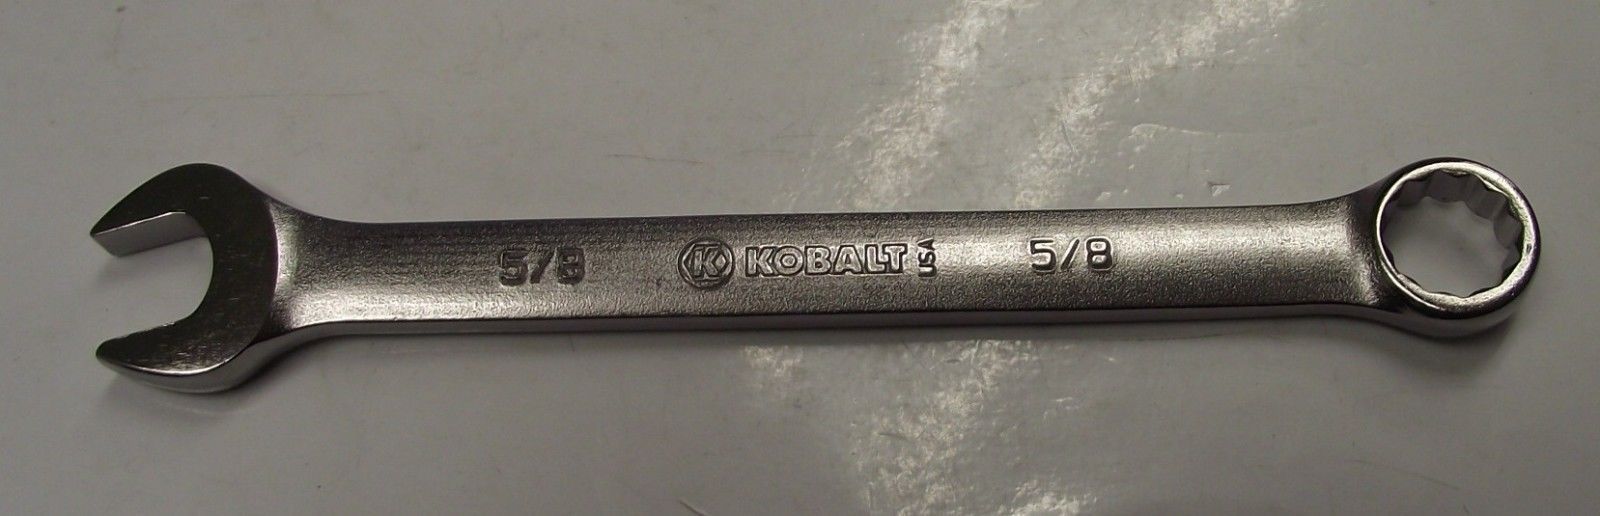 5/8 K KOBALT USA 5/8